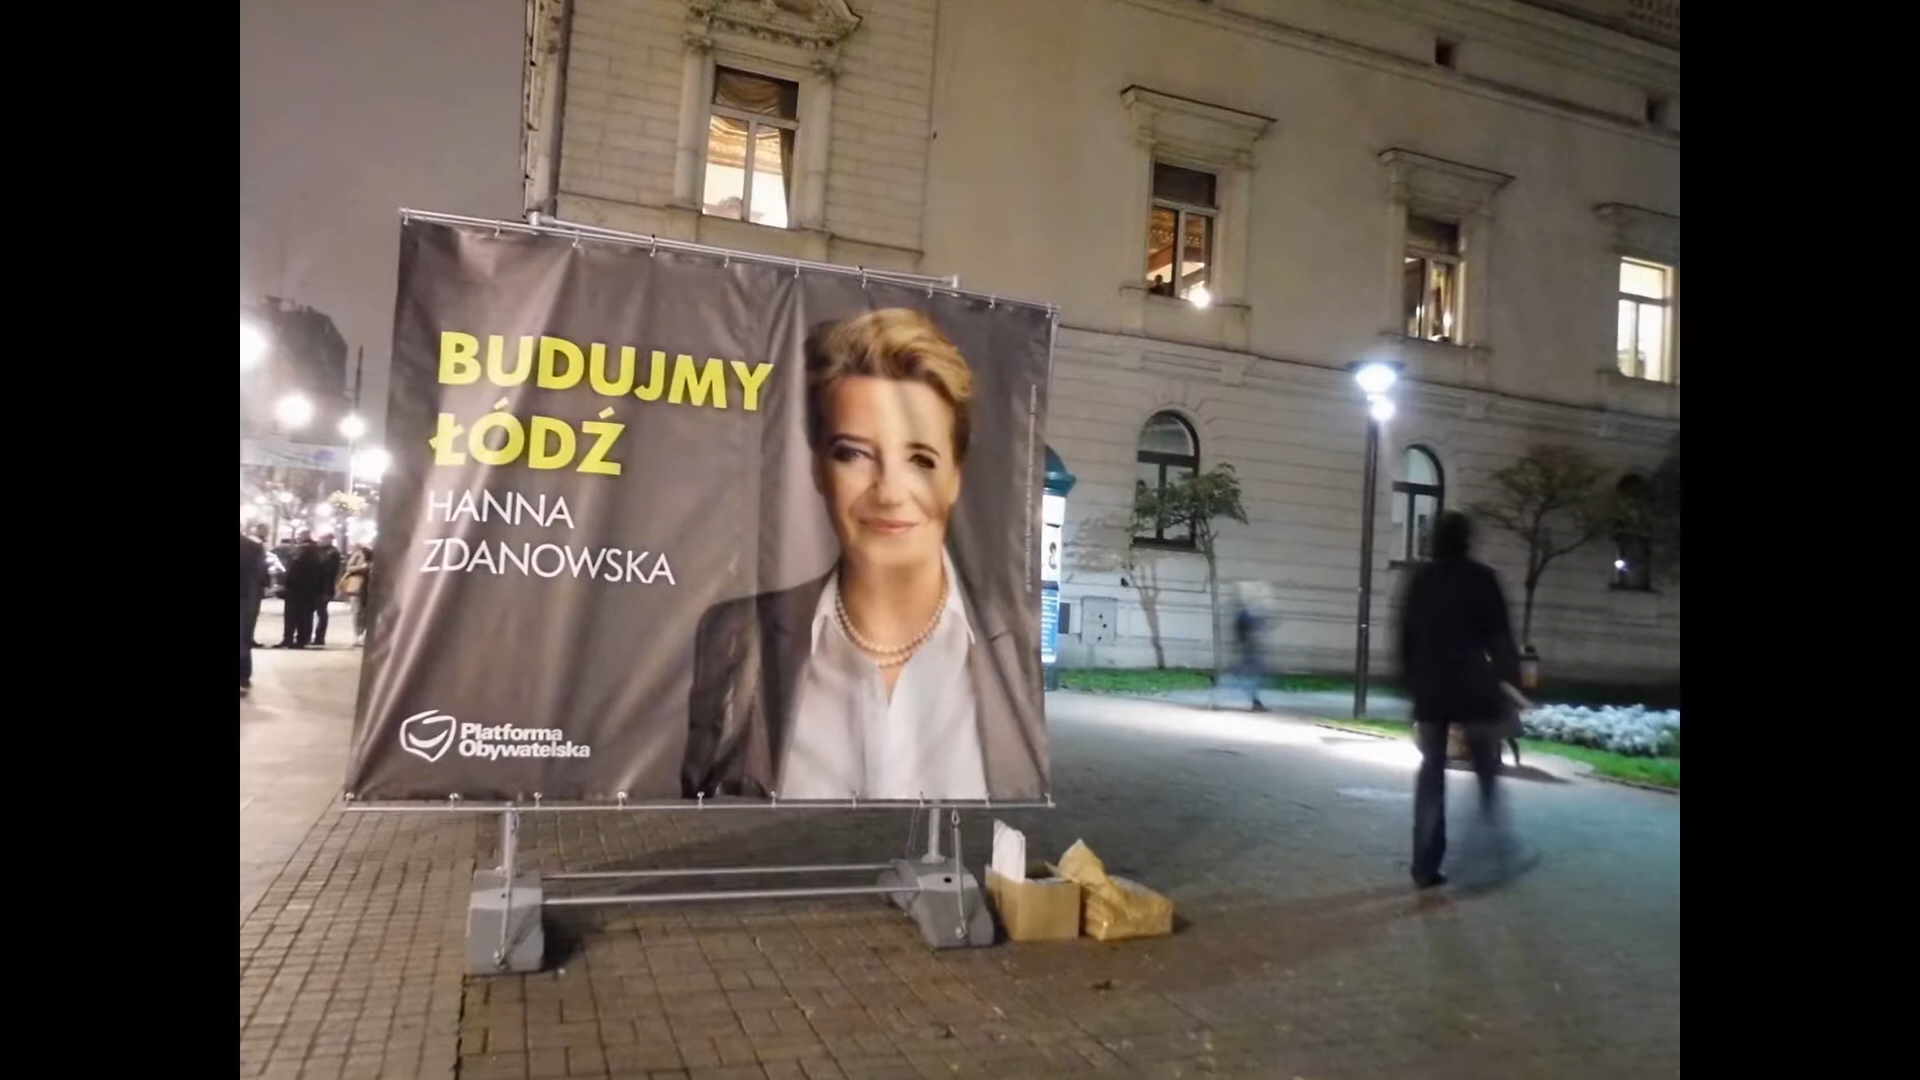 BUDUJMY
ŁÓDŹ
HANNA
ZDANOWSKA
Platforma
Obywatelska